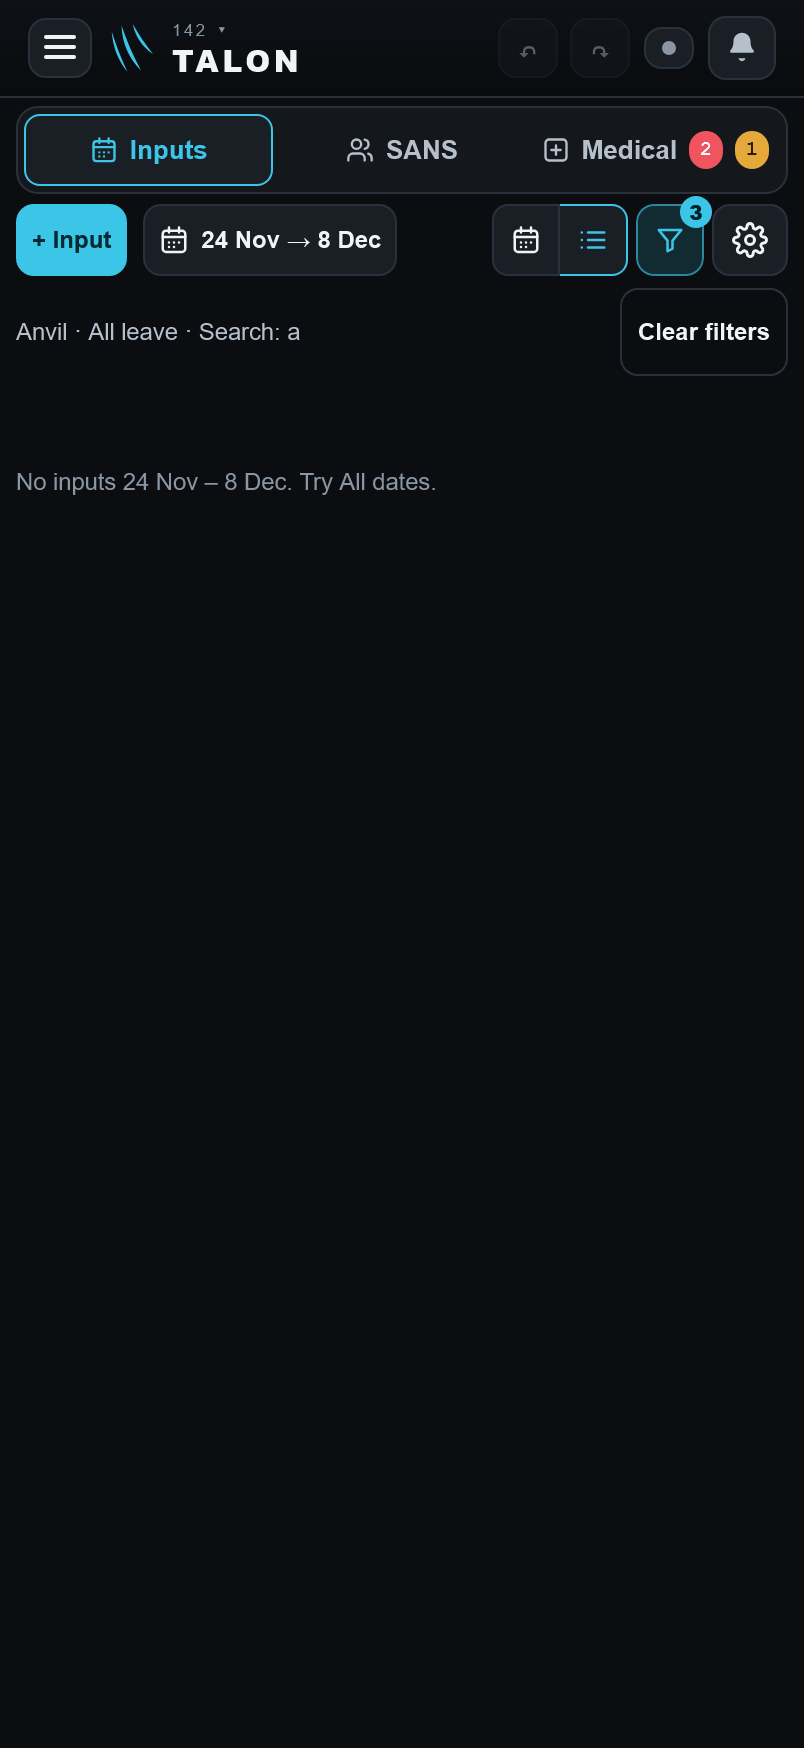 142 ▾
TALON
Inputs
SANS
Medical 2 1
+ Input
24 Nov → 8 Dec
3
Anvil · All leave · Search: a
Clear filters
No inputs 24 Nov – 8 Dec. Try All dates.